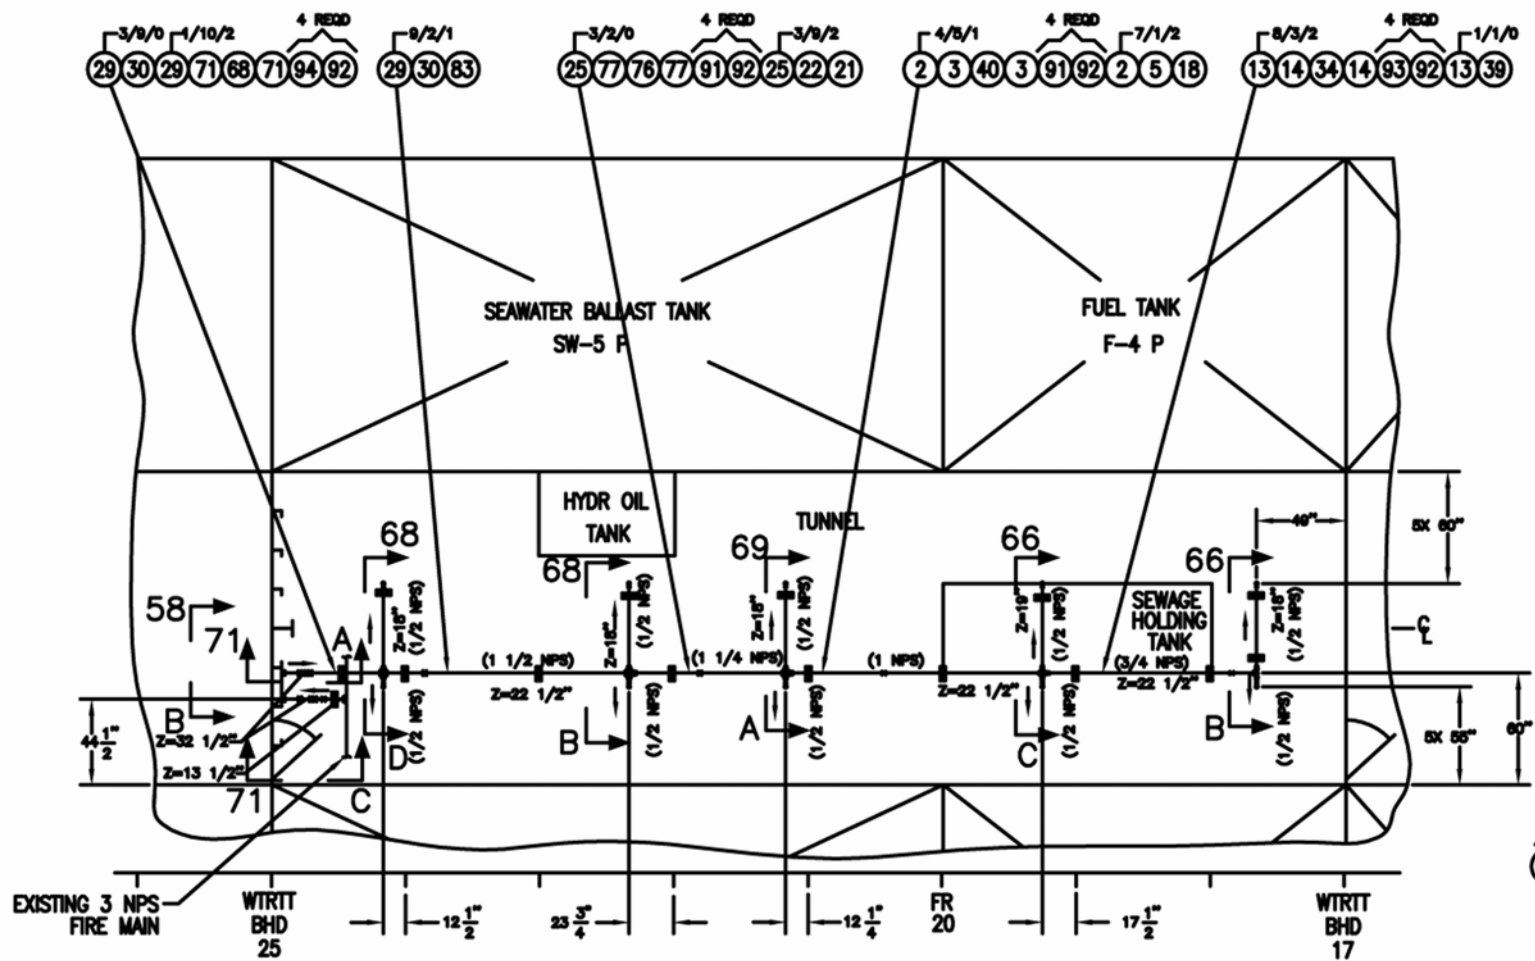 4 REQD 4 REQD 4 REQD 4 REQD
3/9/0 1/10/2 9/2/1 3/2/0 3/9/2 4/5/1 7/1/2 8/3/2 1/1/0
29 30 29 71 68 71 94 92 29 30 83 25 77 76 77 91 92 25 22 21 2 3 40 3 91 92 2 5 18 13 14 34 14 93 92 13 39
SEAWATER BALLAST TANK
SW-5 P
FUEL TANK
F-4 P
HYDR OIL
TANK
TUNNEL
49"
5X 60"
68
68
69
66
66
58
71
A
Z=18"
(1/2 NPS)
Z=18"
(1/2 NPS)
Z=18"
(1/2 NPS)
Z=19"
(1/2 NPS)
SEWAGE
HOLDING
TANK
Z=18"
(1/2 NPS)
CL
(1 1/2 NPS)
Z=22 1/2"
(1 1/4 NPS)
(1 NPS)
Z=22 1/2"
(3/4 NPS)
Z=22 1/2"
B
44 1/2"
Z=32 1/2"
Z=13 1/2"
71
C
D
(1/2 NPS)
B
(1/2 NPS)
A
(1/2 NPS)
C
(1/2 NPS)
B
(1/2 NPS)
5X 55"
60"
EXISTING 3 NPS
FIRE MAIN
WTRTT
BHD
25
12 1/2"
23 3/4"
12 1/4"
FR
20
17 1/2"
WTRTT
BHD
17